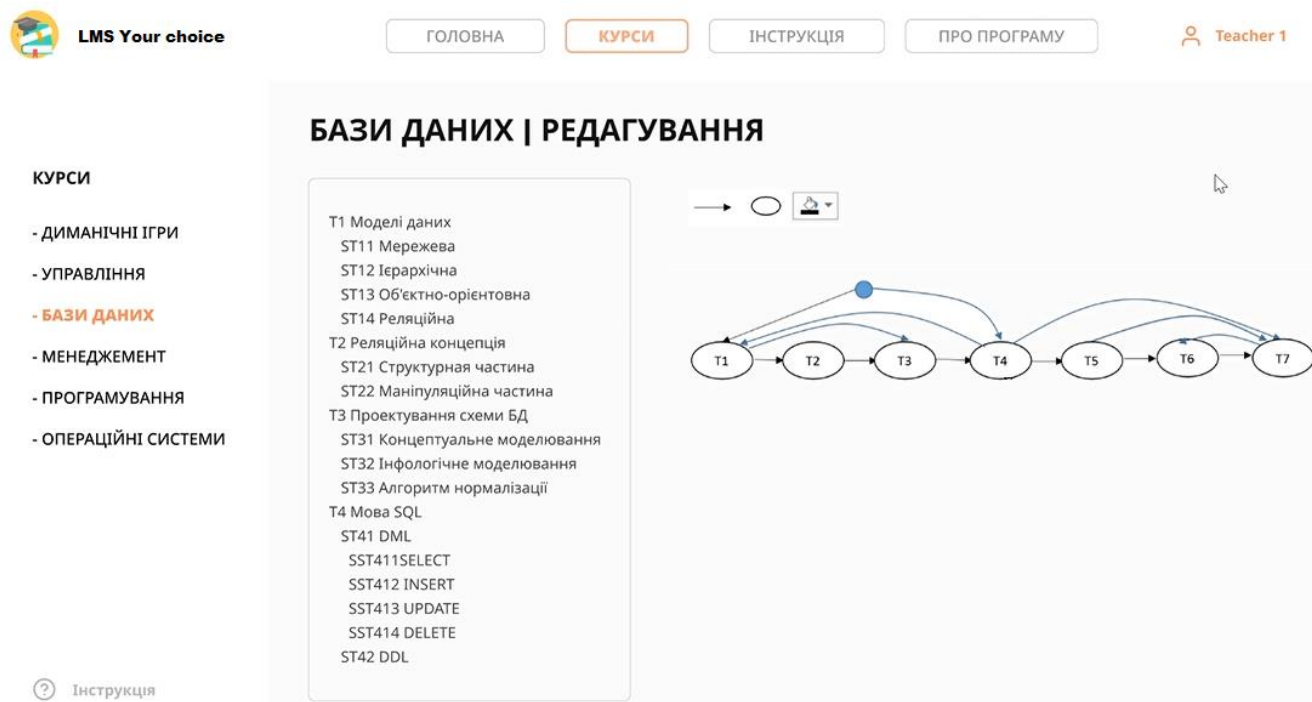 LMS Your choice
ГОЛОВНА
КУРСИ
ІНСТРУКЦІЯ
ПРО ПРОГРАМУ
Teacher 1
БАЗИ ДАНИХ | РЕДАГУВАННЯ
КУРСИ
- ДИМАНІЧНІ ІГРИ
- УПРАВЛІННЯ
- БАЗИ ДАНИХ
- МЕНЕДЖЕМЕНТ
- ПРОГРАМУВАННЯ
- ОПЕРАЦІЙНІ СИСТЕМИ
Інструкція
Т1 Моделі даних
ST11 Мережева
ST12 Ієрархічна
ST13 Об'єктно-орієнтовна
ST14 Реляційна
Т2 Реляційна концепція
ST21 Структурная частина
ST22 Маніпуляційна частина
Т3 Проектування схеми БД
ST31 Концептуальне моделювання
ST32 Інфологічне моделювання
ST33 Алгоритм нормалізації
Т4 Мова SQL
ST41 DML
SST411SELECT
SST412 INSERT
SST413 UPDATE
SST414 DELETE
ST42 DDL
T1
T2
T3
T4
T5
T6
T7